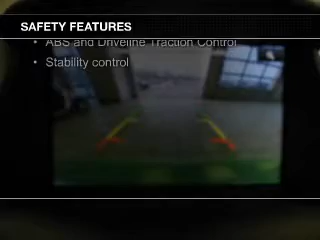 SAFETY FEATURES
• ABS and Driveline Traction Control
• Stability control